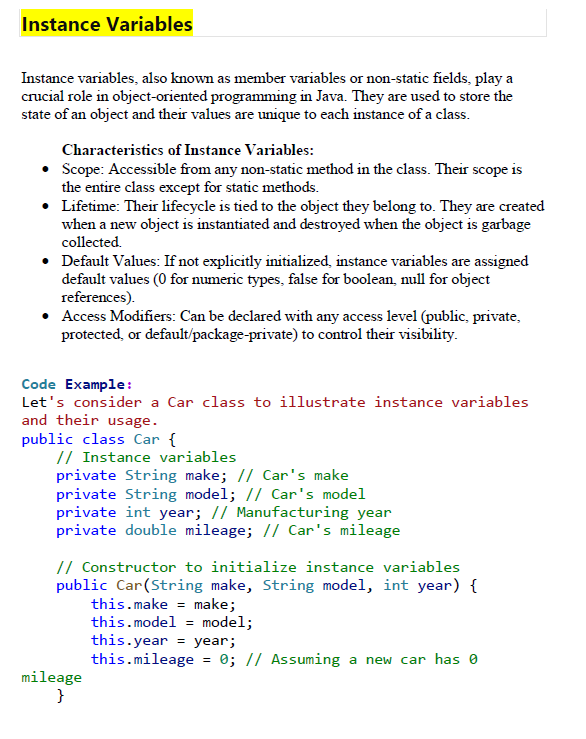 Instance Variables
Instance variables, also known as member variables or non-static fields, play a
crucial role in object-oriented programming in Java. They are used to store the
state of an object and their values are unique to each instance of a class.
Characteristics of Instance Variables:
• Scope: Accessible from any non-static method in the class. Their scope is
the entire class except for static methods.
• Lifetime: Their lifecycle is tied to the object they belong to. They are created
when a new object is instantiated and destroyed when the object is garbage
collected.
• Default Values: If not explicitly initialized, instance variables are assigned
default values (0 for numeric types, false for boolean, null for object
references).
• Access Modifiers: Can be declared with any access level (public, private,
protected, or default/package-private) to control their visibility.
Code Example:
Let's consider a Car class to illustrate instance variables
and their usage.
public class Car {
    // Instance variables
    private String make; // Car's make
    private String model; // Car's model
    private int year; // Manufacturing year
    private double mileage; // Car's mileage
    // Constructor to initialize instance variables
    public Car(String make, String model, int year) {
        this.make = make;
        this.model = model;
        this.year = year;
        this.mileage = 0; // Assuming a new car has 0
mileage
    }